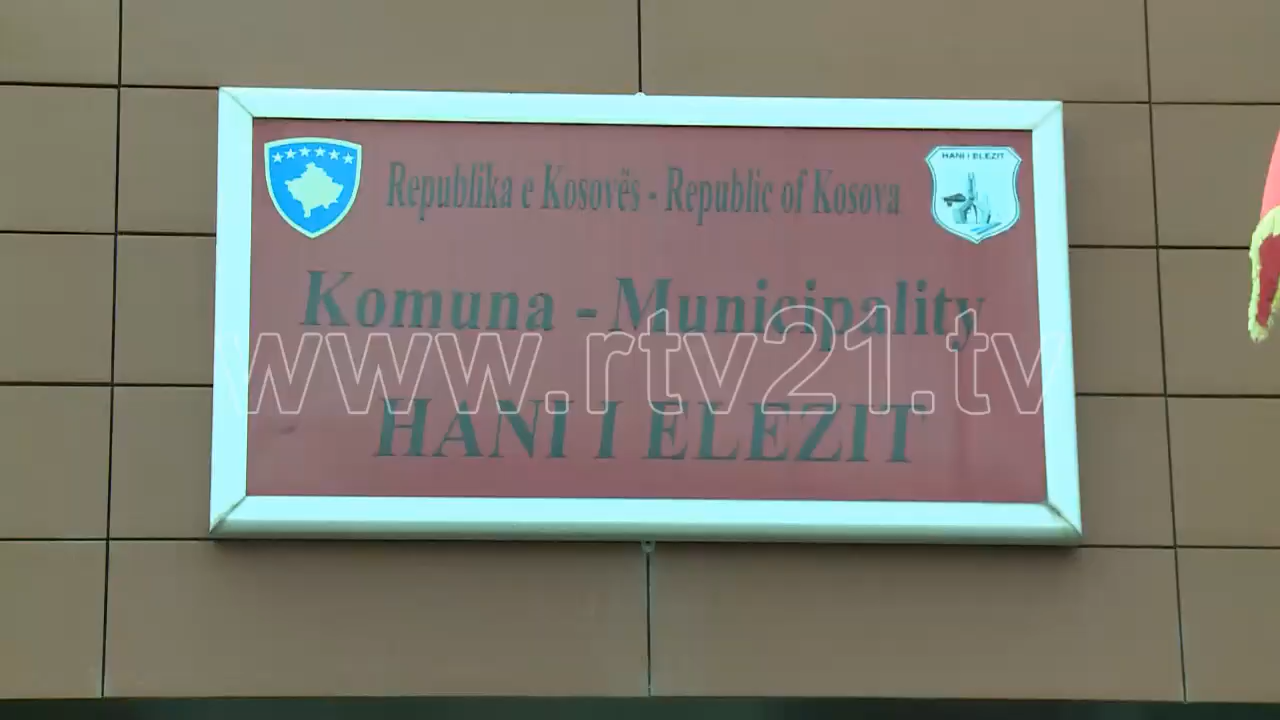 HANI I ELEZIT
Republika e Kosovës - Republic of Kosova
Komuna - Municipality
www.rtv21.tv
HANI I ELEZIT